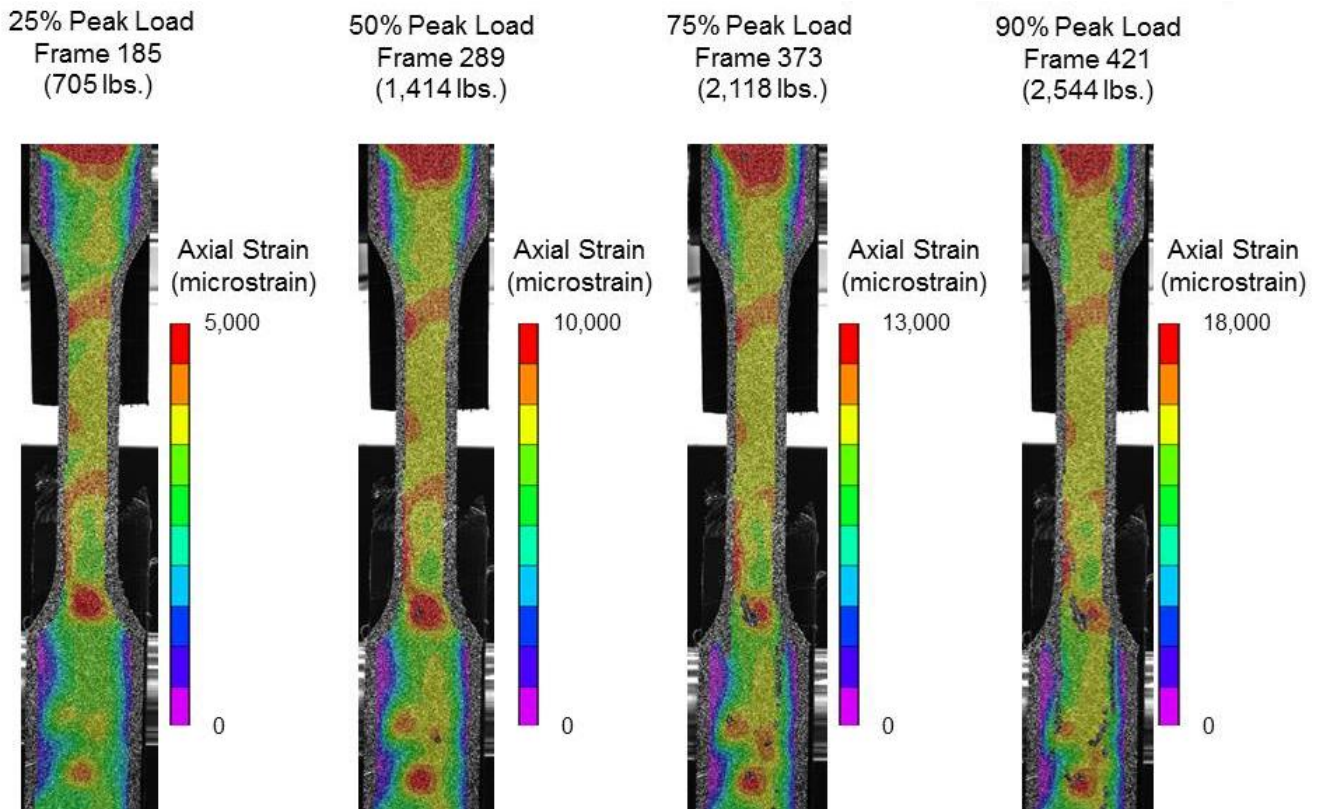 25% Peak Load
Frame 185
(705 lbs.)
50% Peak Load
Frame 289
(1,414 lbs.)
75% Peak Load
Frame 373
(2,118 lbs.)
90% Peak Load
Frame 421
(2,544 lbs.)
Axial Strain
(microstrain)
5,000
0
Axial Strain
(microstrain)
10,000
0
Axial Strain
(microstrain)
13,000
0
Axial Strain
(microstrain)
18,000
0